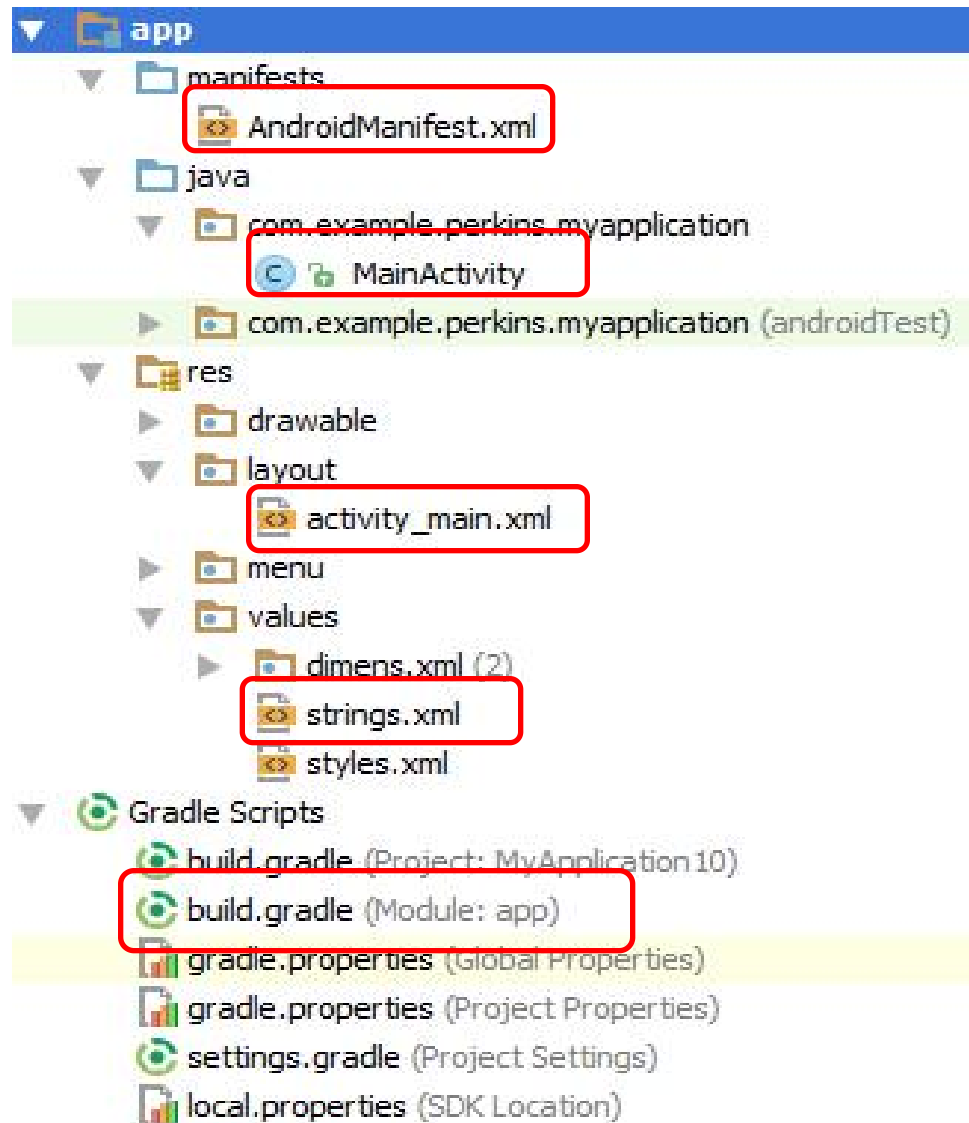 app
manifests
AndroidManifest.xml
java
com.example.perkins.myapplication
C MainActivity
com.example.perkins.myapplication (androidTest)
res
drawable
layout
activity_main.xml
menu
values
dimens.xml (2)
strings.xml
styles.xml
Gradle Scripts
build.gradle (Project: MyApplication10)
build.gradle (Module: app)
gradle.properties (Global Properties)
gradle.properties (Project Properties)
settings.gradle (Project Settings)
local.properties (SDK Location)